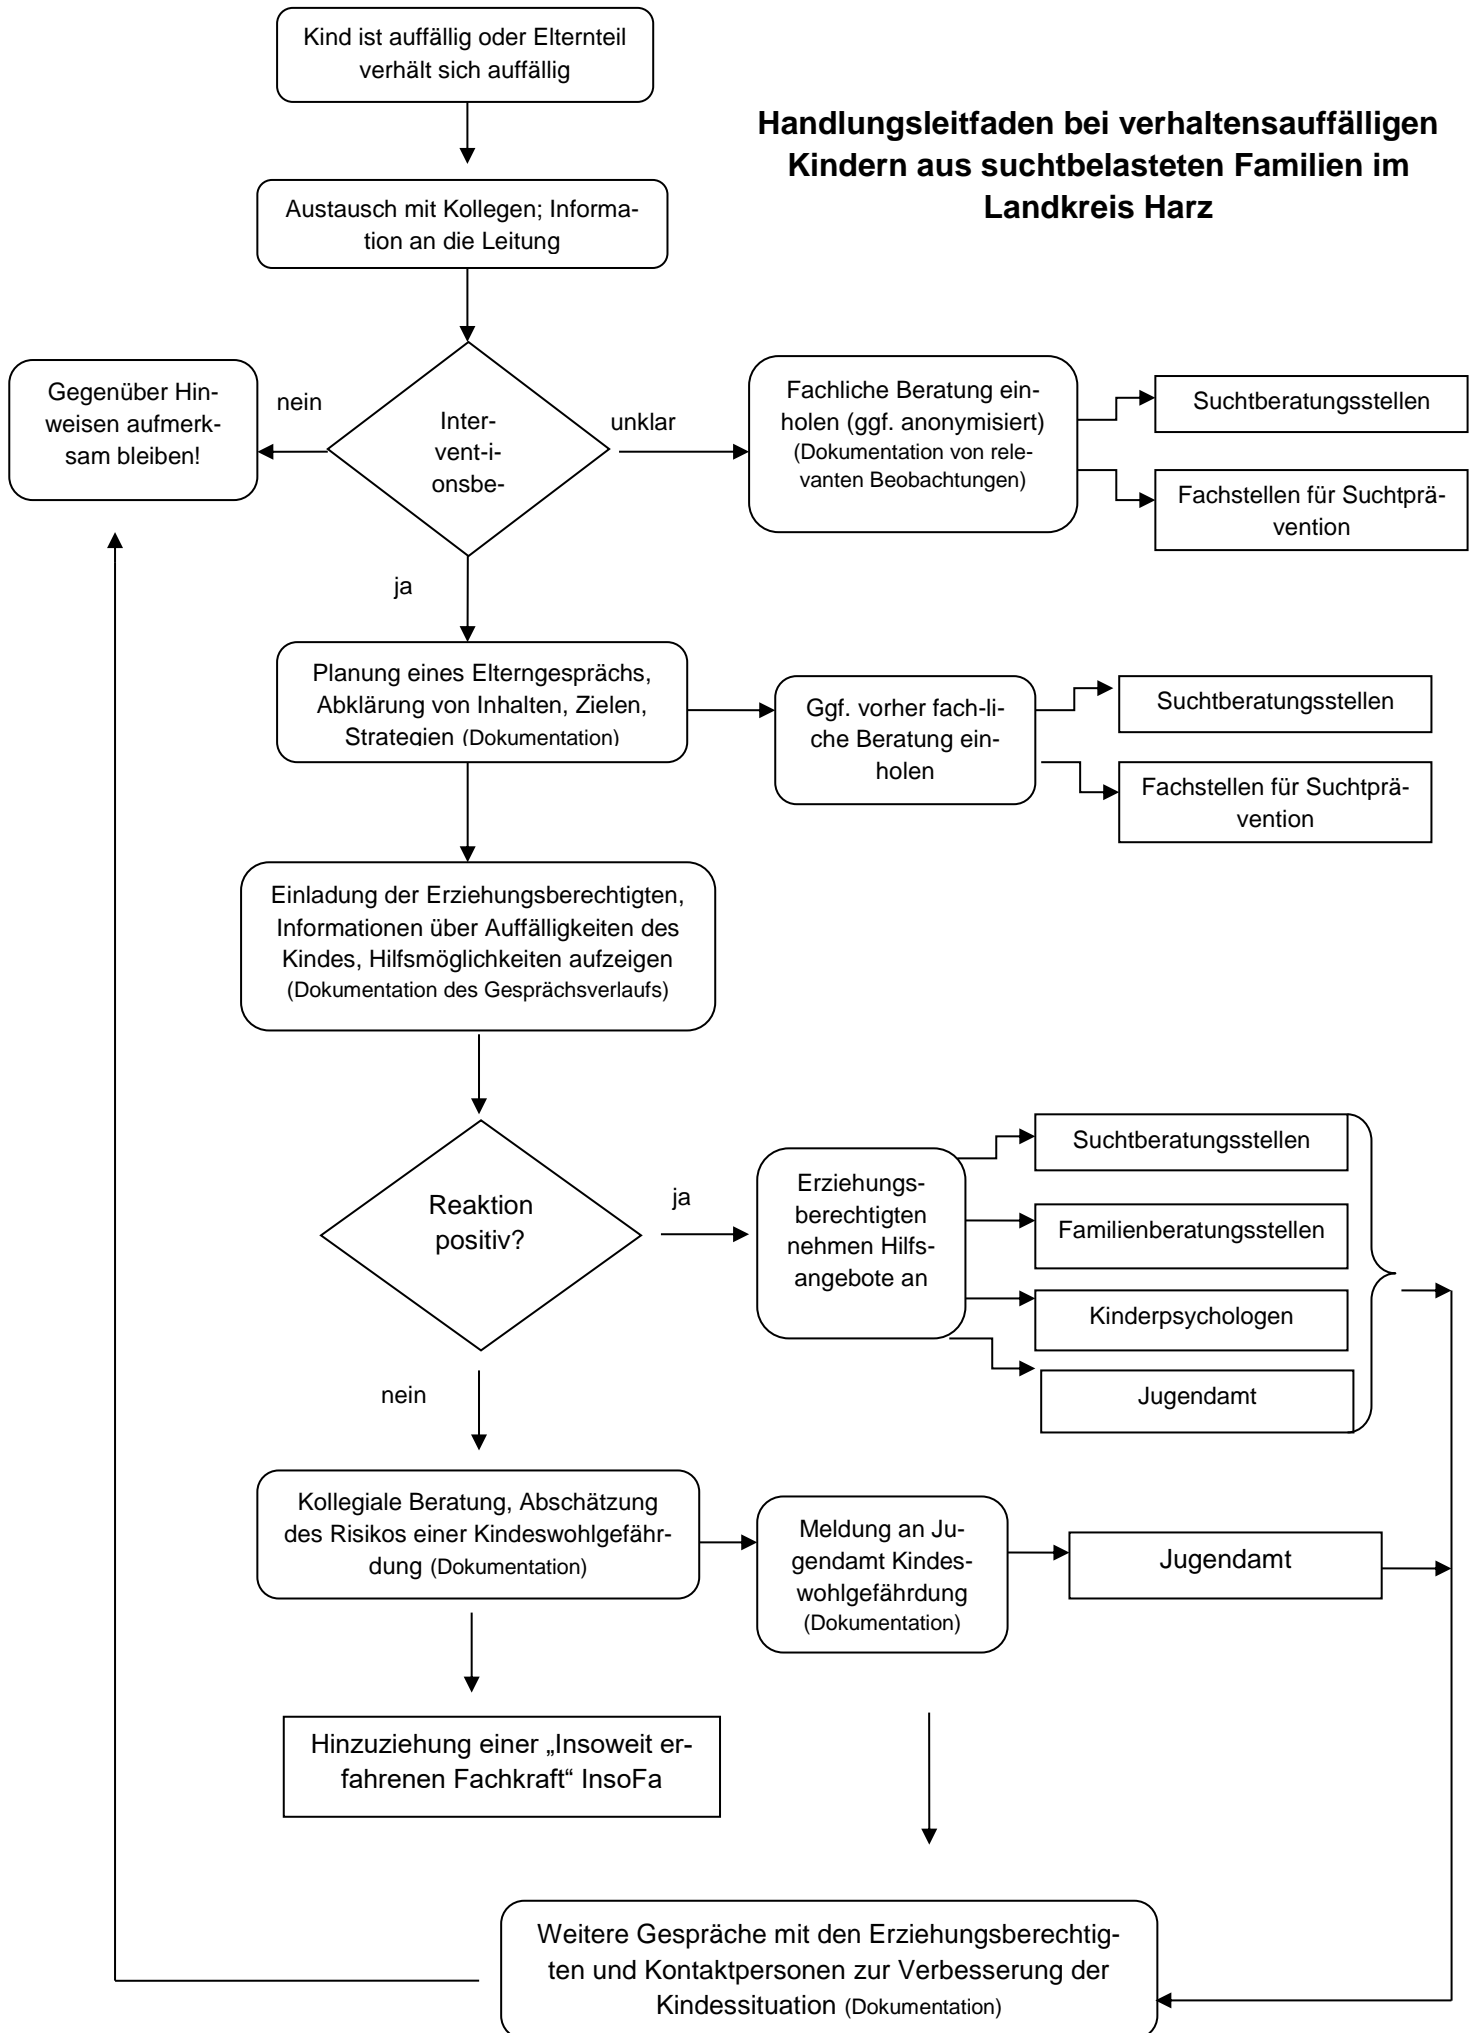 Kind ist auffällig oder Elternteil
verhält sich auffällig
Handlungsleitfaden bei verhaltensauffälligen
Kindern aus suchtbelasteten Familien im
Landkreis Harz
Austausch mit Kollegen; Informa-
tion an die Leitung
Gegenüber Hin-
weisen aufmerk-
sam bleiben!
nein
Inter-
vent-i-
onsbe-
unklar
Fachliche Beratung ein-
holen (ggf. anonymisiert)
(Dokumentation von rele-
vanten Beobachtungen)
Suchtberatungsstellen
Fachstellen für Suchtprä-
vention
ja
Planung eines Elterngesprächs,
Abklärung von Inhalten, Zielen,
Strategien (Dokumentation)
Ggf. vorher fach-li-
che Beratung ein-
holen
Suchtberatungsstellen
Fachstellen für Suchtprä-
vention
Einladung der Erziehungsberechtigten,
Informationen über Auffälligkeiten des
Kindes, Hilfsmöglichkeiten aufzeigen
(Dokumentation des Gesprächsverlaufs)
Reaktion
positiv?
ja
Erziehungs-
berechtigten
nehmen Hilfs-
angebote an
Suchtberatungsstellen
Familienberatungsstellen
Kinderpsychologen
Jugendamt
nein
Kollegiale Beratung, Abschätzung
des Risikos einer Kindeswohlgefähr-
dung (Dokumentation)
Meldung an Ju-
gendamt Kindes-
wohlgefährdung
(Dokumentation)
Jugendamt
Hinzuziehung einer „Insoweit er-
fahrenen Fachkraft“ InsoFa
Weitere Gespräche mit den Erziehungsberechtig-
ten und Kontaktpersonen zur Verbesserung der
Kindessituation (Dokumentation)